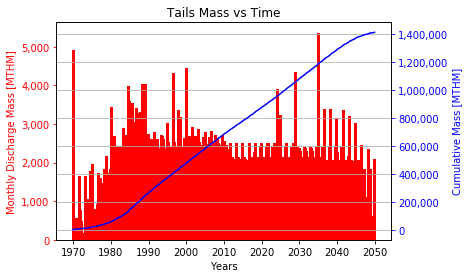 Tails Mass vs Time
Monthly Discharge Mass [MTHM]
5,000
4,000
3,000
2,000
1,000
0
1,400,000
1,200,000
1,000,000
800,000
600,000
400,000
200,000
0
Cumulative Mass [MTHM]
1970 1980 1990 2000 2010 2020 2030 2040 2050
Years